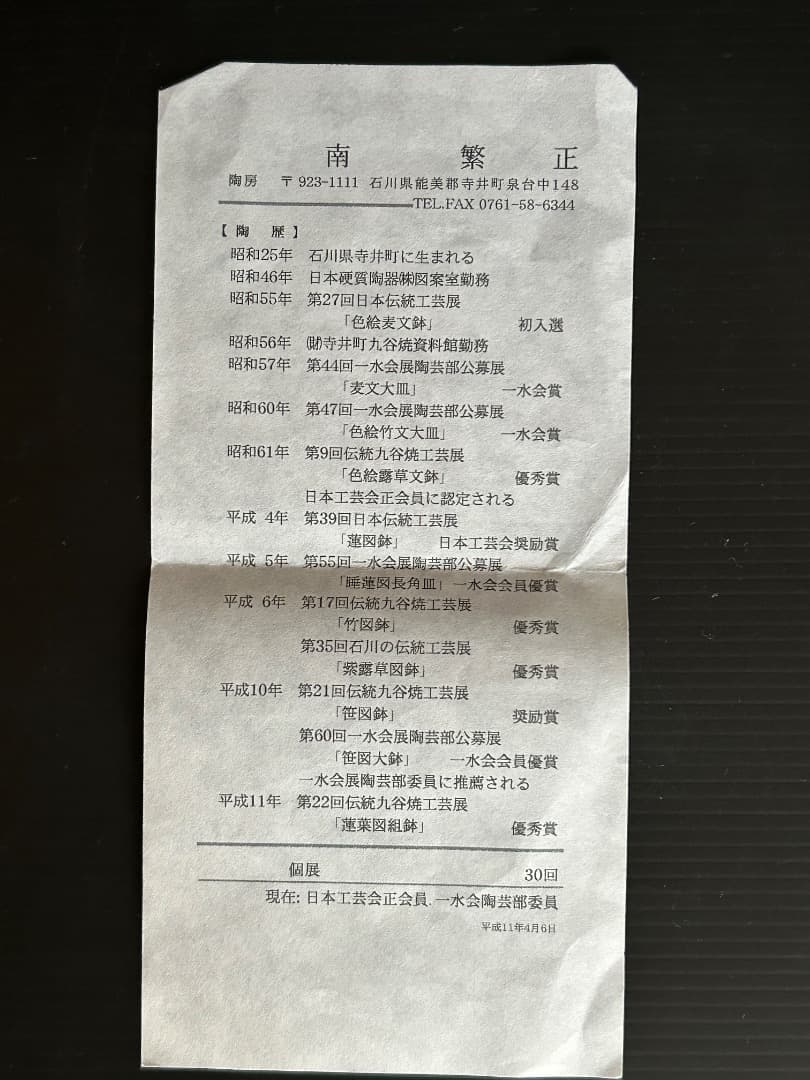 南 繁 正
陶房 〒923-1111 石川県能美郡寺井町泉台中148
TEL.FAX 0761-58-6344
【陶 歴】
昭和25年 石川県寺井町に生まれる
昭和46年 日本硬質陶器㈱図案室勤務
昭和55年 第27回日本伝統工芸展
「色絵麦文鉢」 初入選
昭和56年 ㈶寺井町九谷焼資料館勤務
昭和57年 第44回一水会展陶芸部公募展
「麦文大皿」 一水会賞
昭和60年 第47回一水会展陶芸部公募展
「色絵竹文大皿」 一水会賞
昭和61年 第9回伝統九谷焼工芸展
「色絵露草文鉢」 優秀賞
日本工芸会正会員に認定される
平成 4年 第39回日本伝統工芸展
「蓮図鉢」 日本工芸会奨励賞
平成 5年 第55回一水会展陶芸部公募展
「睡蓮図長角皿」 一水会会員優賞
平成 6年 第17回伝統九谷焼工芸展
「竹図鉢」 優秀賞
第35回石川の伝統工芸展
「紫露草図鉢」 優秀賞
平成10年 第21回伝統九谷焼工芸展
「笹図鉢」 奨励賞
第60回一水会展陶芸部公募展
「笹図大鉢」 一水会会員優賞
一水会展陶芸部委員に推薦される
平成11年 第22回伝統九谷焼工芸展
「蓮葉図組鉢」 優秀賞
個展 30回
現在: 日本工芸会正会員. 一水会陶芸部委員
平成11年4月6日